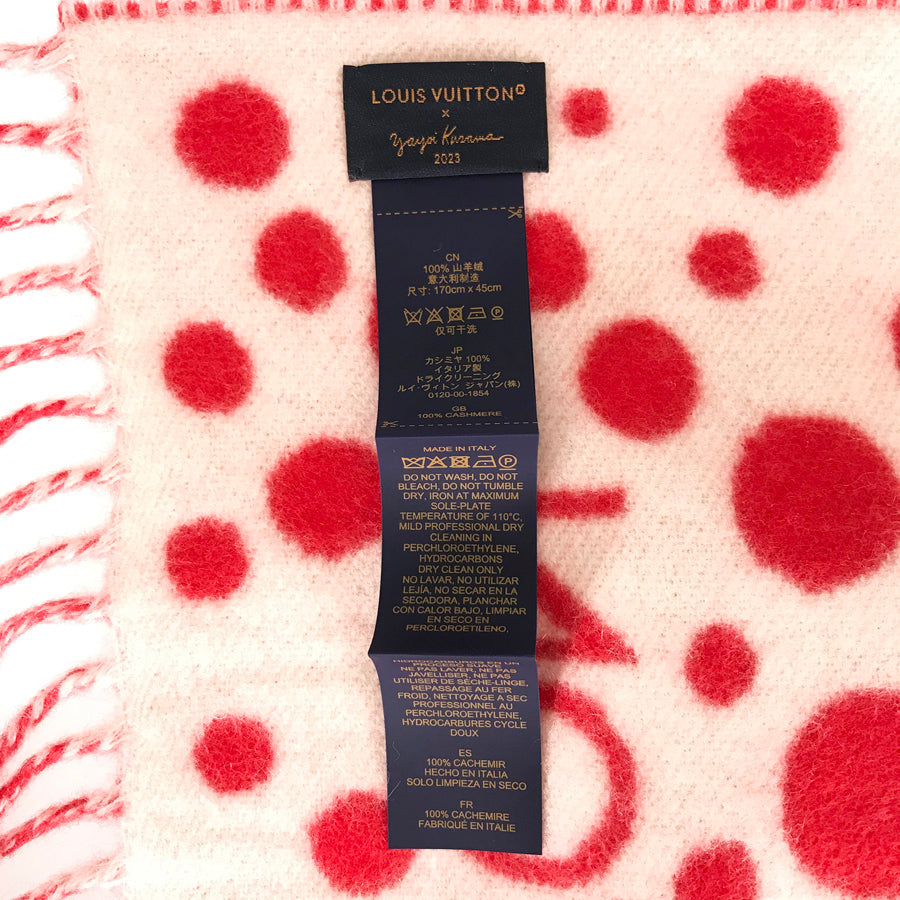 LOUIS VUITTON®
x
Yayoi Kusama
2023
CN
100% 山羊绒
意大利制造
尺寸: 170cm x 45cm
仅可干洗
JP
カシミヤ 100%
イタリア製
ドライクリーニング
ルイ・ヴィトン ジャパン(株)
0120-00-1854
GB
100% CASHMERE
MADE IN ITALY
DO NOT WASH, DO NOT
BLEACH, DO NOT TUMBLE
DRY, IRON AT MAXIMUM
SOLE-PLATE
TEMPERATURE OF 110°C,
MILD PROFESSIONAL DRY
CLEANING IN
PERCHLOROETHYLENE,
HYDROCARBONS
DRY CLEAN ONLY
NO LAVAR, NO UTILIZAR
LEJÍA, NO SECAR EN LA
SECADORA, PLANCHAR
CON CALOR BAJO, LIMPIAR
EN SECO EN
PERCLOROETILENO,
HIDROCARBUROS EN UN
PROCESO SUAVE
NE PAS LAVER, NE PAS
JAVELLISER, NE PAS
UTILISER DE SÈCHE-LINGE,
REPASSAGE AU FER
FROID, NETTOYAGE A SEC
PROFESSIONNEL AU
PERCHLOROETHYLENE,
HYDROCARBURES CYCLE
DOUX
ES
100% CACHEMIR
HECHO EN ITALIA
SOLO LIMPIEZA EN SECO
FR
100% CACHEMIRE
FABRIQUÉ EN ITALIE